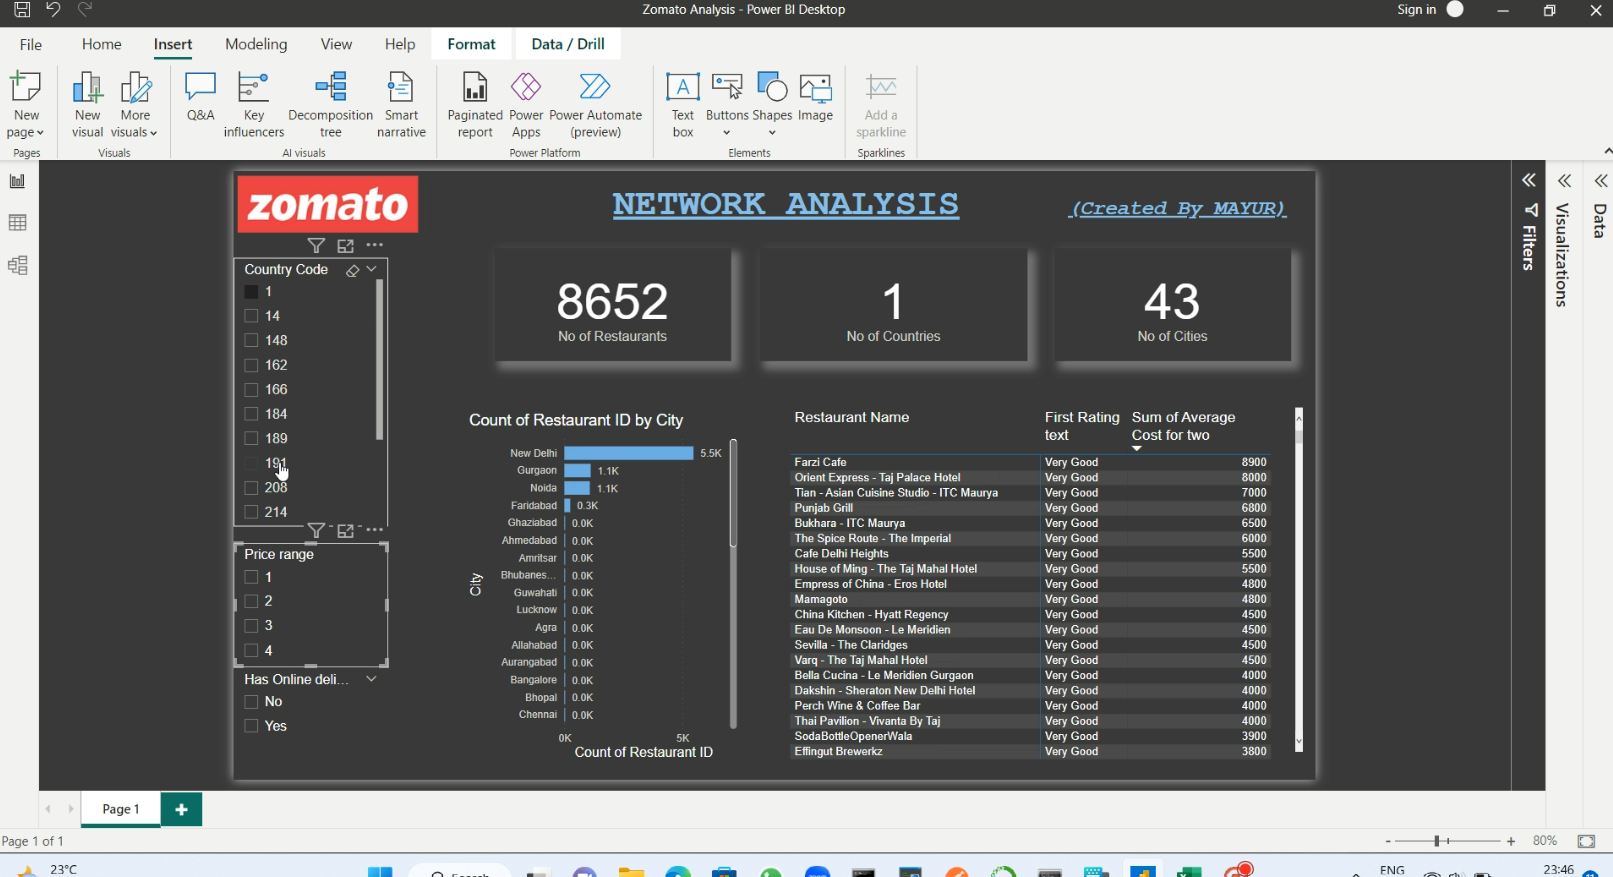 Zomato Analysis - Power BI Desktop
Sign in
File Home Insert Modeling View Help Format Data / Drill
New page
New visual
More visuals
Q&A
Key influencers
Decomposition tree
Smart narrative
Paginated report
Power Apps
Power Automate (preview)
Text box
Buttons
Shapes
Image
Add a sparkline
Pages
Visuals
AI visuals
Power Platform
Elements
Sparklines
zomato
NETWORK ANALYSIS
(Created By MAYUR)
Country Code
1
14
148
162
166
184
189
191
208
214
Price range
1
2
3
4
Has Online deli...
No
Yes
8652
No of Restaurants
1
No of Countries
43
No of Cities
Count of Restaurant ID by City
City
New Delhi 5.5K
Gurgaon 1.1K
Noida 1.1K
Faridabad 0.3K
Ghaziabad 0.0K
Ahmedabad 0.0K
Amritsar 0.0K
Bhubanes... 0.0K
Guwahati 0.0K
Lucknow 0.0K
Agra 0.0K
Allahabad 0.0K
Aurangabad 0.0K
Bangalore 0.0K
Bhopal 0.0K
Chennai 0.0K
0K 5K
Count of Restaurant ID
Restaurant Name First Rating text Sum of Average Cost for two
Farzi Cafe Very Good 8900
Orient Express - Taj Palace Hotel Very Good 8000
Tian - Asian Cuisine Studio - ITC Maurya Very Good 7000
Punjab Grill Very Good 6800
Bukhara - ITC Maurya Very Good 6500
The Spice Route - The Imperial Very Good 6000
Cafe Delhi Heights Very Good 5500
House of Ming - The Taj Mahal Hotel Very Good 5500
Empress of China - Eros Hotel Very Good 4800
Mamagoto Very Good 4800
China Kitchen - Hyatt Regency Very Good 4500
Eau De Monsoon - Le Meridien Very Good 4500
Sevilla - The Claridges Very Good 4500
Varq - The Taj Mahal Hotel Very Good 4500
Bella Cucina - Le Meridien Gurgaon Very Good 4000
Dakshin - Sheraton New Delhi Hotel Very Good 4000
Perch Wine & Coffee Bar Very Good 4000
Thai Pavilion - Vivanta By Taj Very Good 4000
SodaBottleOpenerWala Very Good 3900
Effingut Brewerkz Very Good 3800
Filters
Visualizations
Data
Page 1
Page 1 of 1
80%
23°C
ENG
23:46